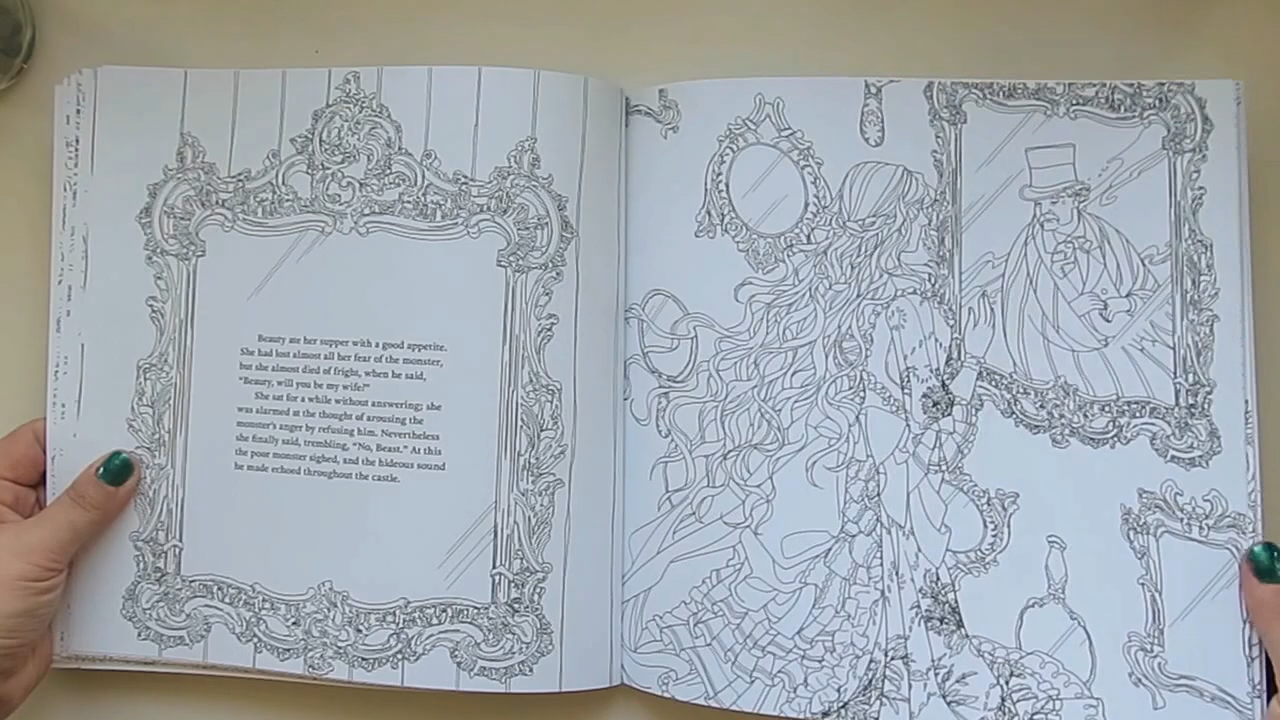 Beauty ate her supper with a good appetite.
She had lost almost all her fear of the monster,
but she almost died of fright, when he said,
"Beauty, will you be my wife?"
She sat for a while without answering; she
was alarmed at the thought of arousing the
monster's anger by refusing him. Nevertheless
she finally said, trembling, "No, Beast." At this
the poor monster sighed, and the hideous sound
he made echoed throughout the castle.